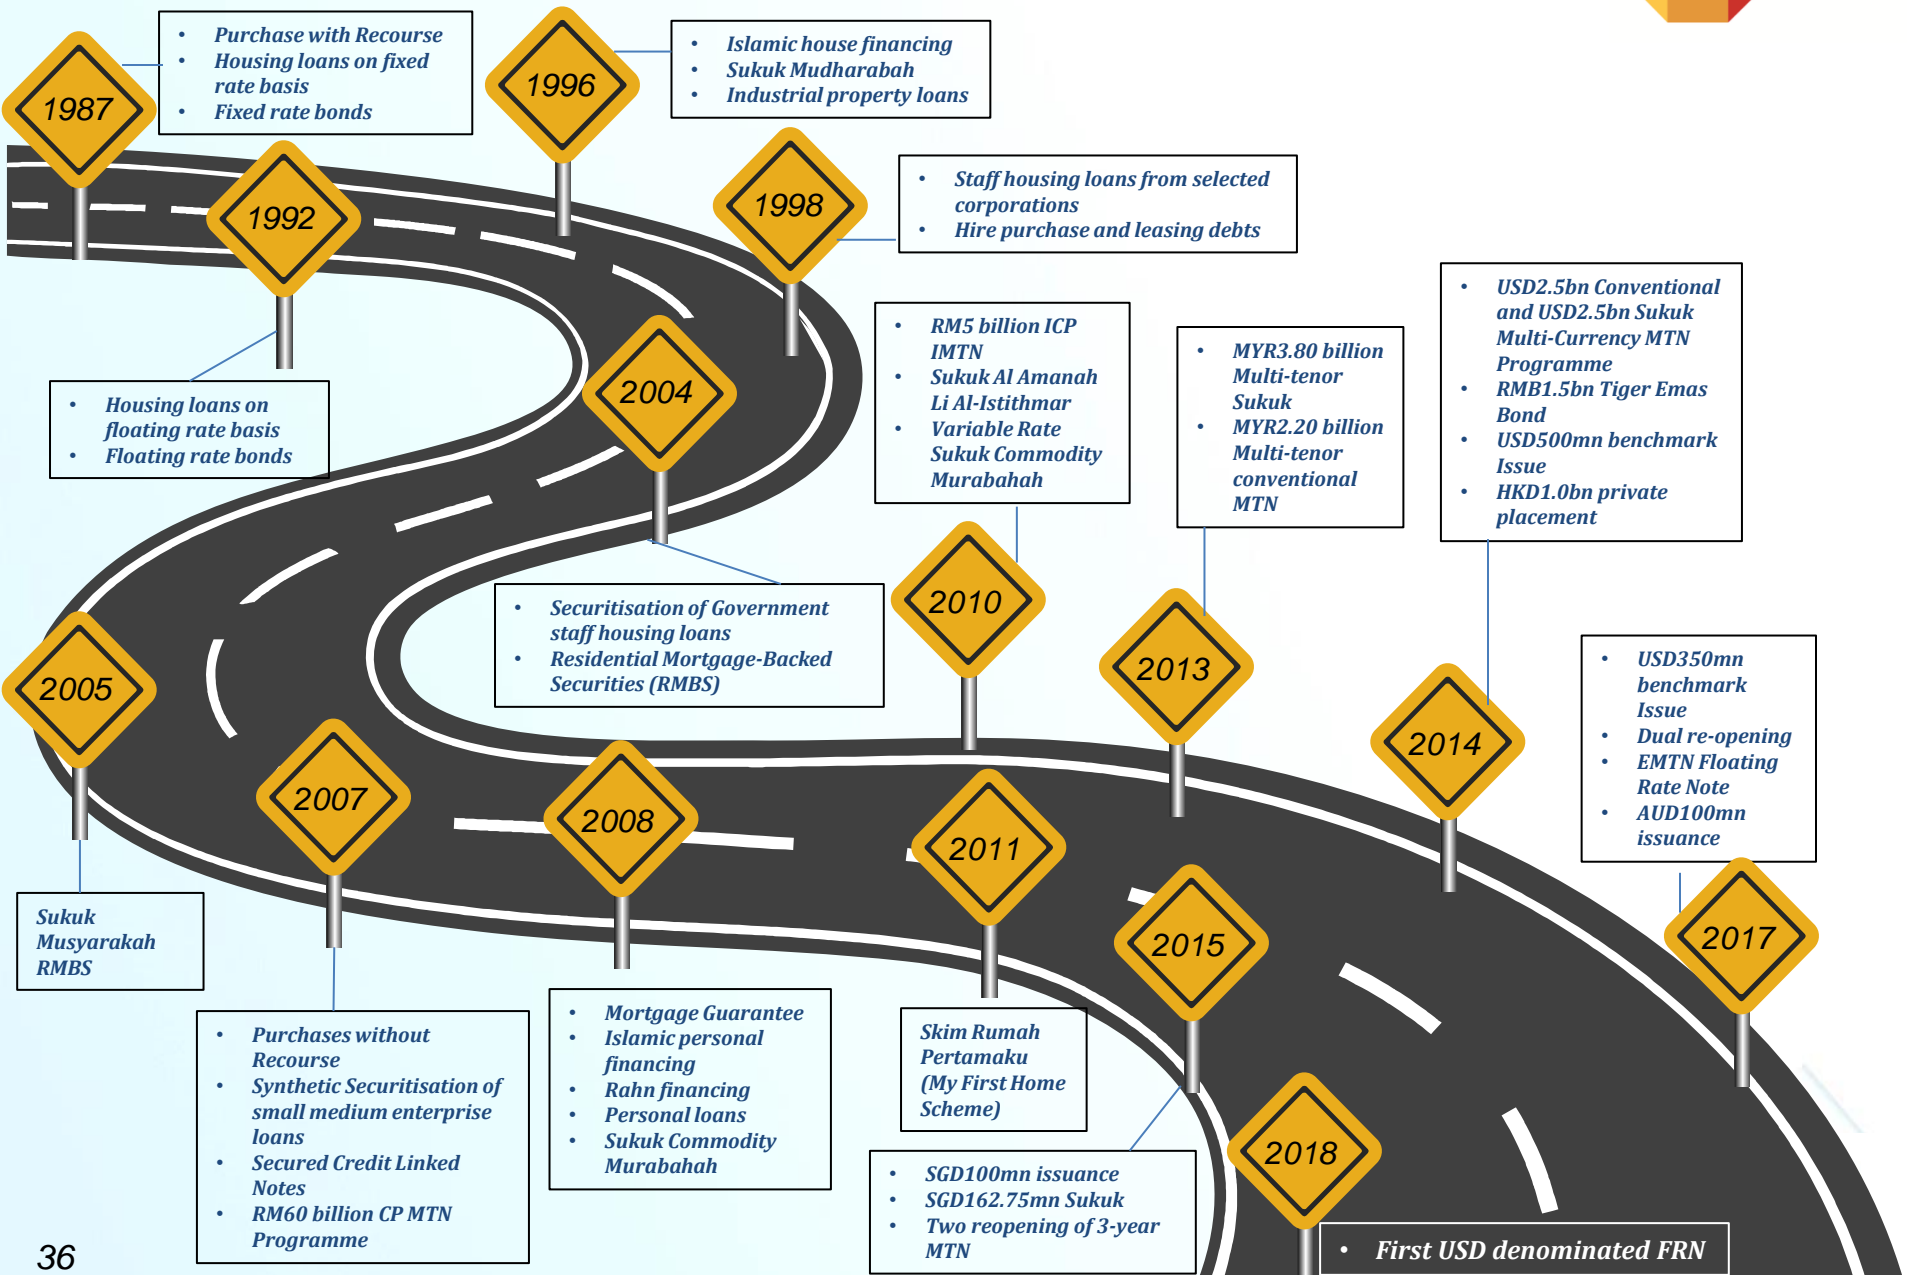 1987
• Purchase with Recourse
• Housing loans on fixed
rate basis
• Fixed rate bonds
1992
• Housing loans on
floating rate basis
• Floating rate bonds
1996
• Islamic house financing
• Sukuk Mudharabah
• Industrial property loans
1998
• Staff housing loans from selected
corporations
• Hire purchase and leasing debts
2004
• Securitisation of Government
staff housing loans
• Residential Mortgage-Backed
Securities (RMBS)
2005
Sukuk
Musyarakah
RMBS
2007
• Purchases without
Recourse
• Synthetic Securitisation of
small medium enterprise
loans
• Secured Credit Linked
Notes
• RM60 billion CP MTN
Programme
2008
• Mortgage Guarantee
• Islamic personal
financing
• Rahn financing
• Personal loans
• Sukuk Commodity
Murabahah
2010
• RM5 billion ICP
IMTN
• Sukuk Al Amanah
Li Al-Istithmar
• Variable Rate
Sukuk Commodity
Murabahah
2011
Skim Rumah
Pertamaku
(My First Home
Scheme)
2013
• MYR3.80 billion
Multi-tenor
Sukuk
• MYR2.20 billion
Multi-tenor
conventional
MTN
2014
• USD2.5bn Conventional
and USD2.5bn Sukuk
Multi-Currency MTN
Programme
• RMB1.5bn Tiger Emas
Bond
• USD500mn benchmark
Issue
• HKD1.0bn private
placement
2015
• SGD100mn issuance
• SGD162.75mn Sukuk
• Two reopening of 3-year
MTN
2017
• USD350mn
benchmark
Issue
• Dual re-opening
• EMTN Floating
Rate Note
• AUD100mn
issuance
2018
• First USD denominated FRN
36